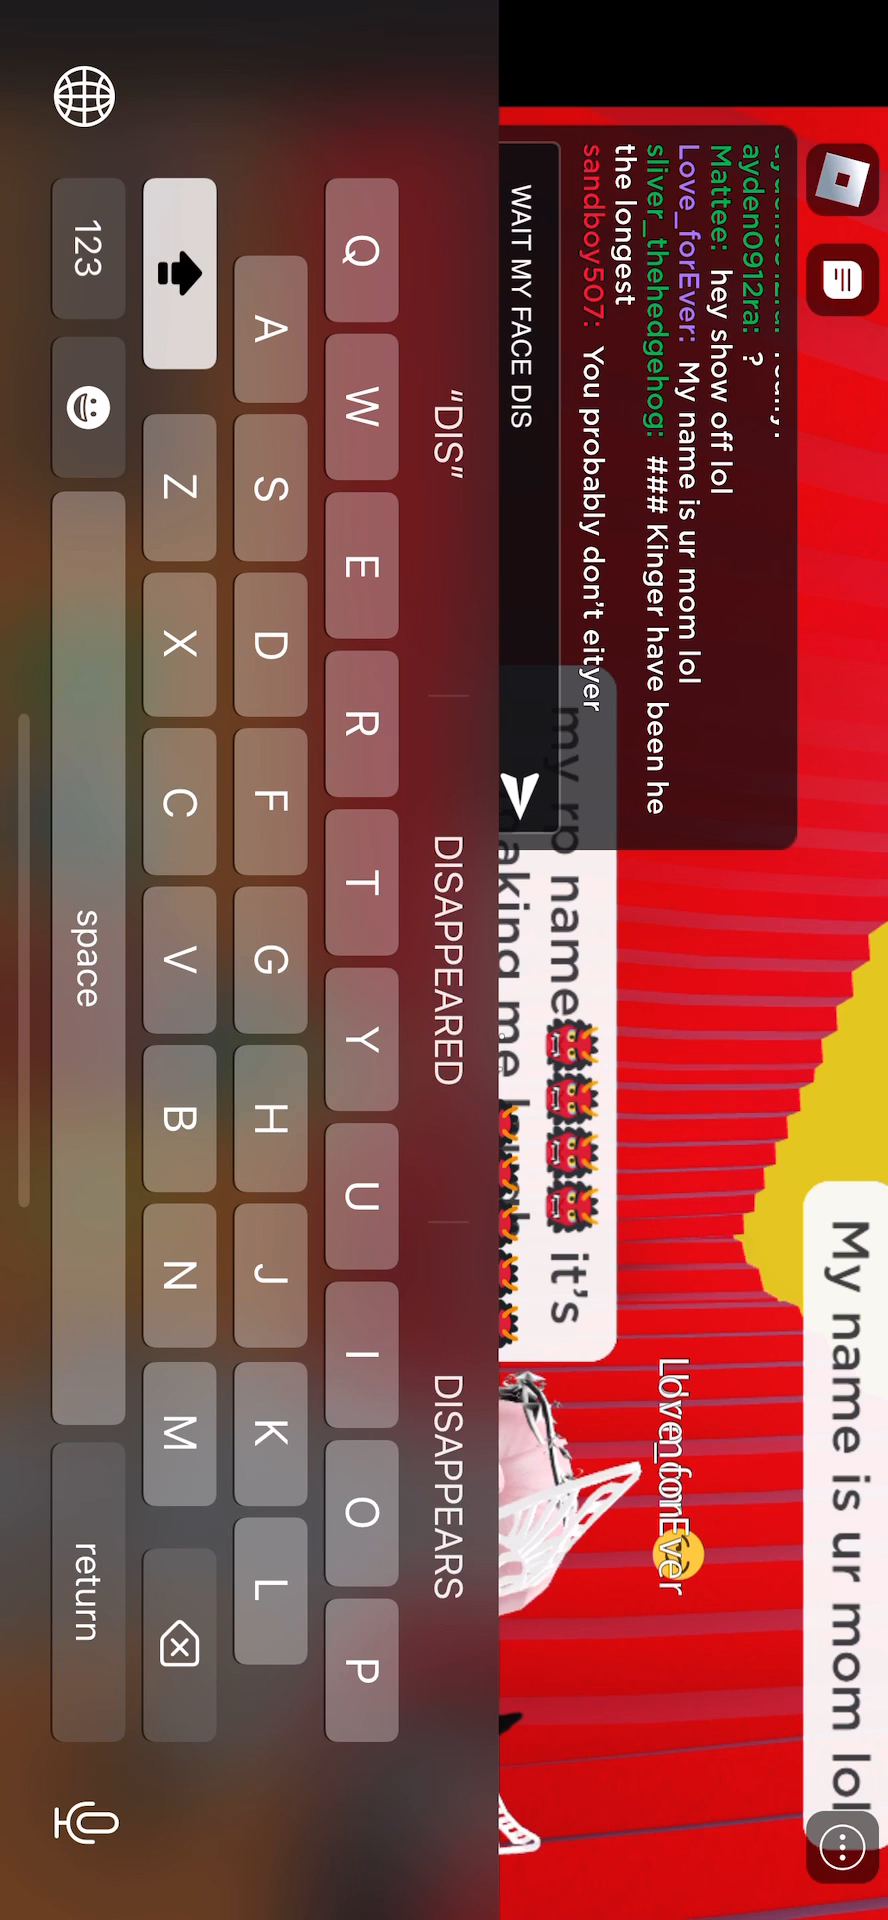 ayden0912ra: ?
Mattee: hey show off lol
Love_forEver: My name is ur mom lol
sliver_thehedgehog: ### Kinger have been he
the longest
sandboy507: You probably don't eityer
WAIT MY FACE DIS
My name is ur mom lol
my rp name👹👹👹👹 it's
aking me
"DIS" DISAPPEARED DISAPPEARS
Q W E R T Y U I O P
A S D F G H J K L
Z X C V B N M
123 space return